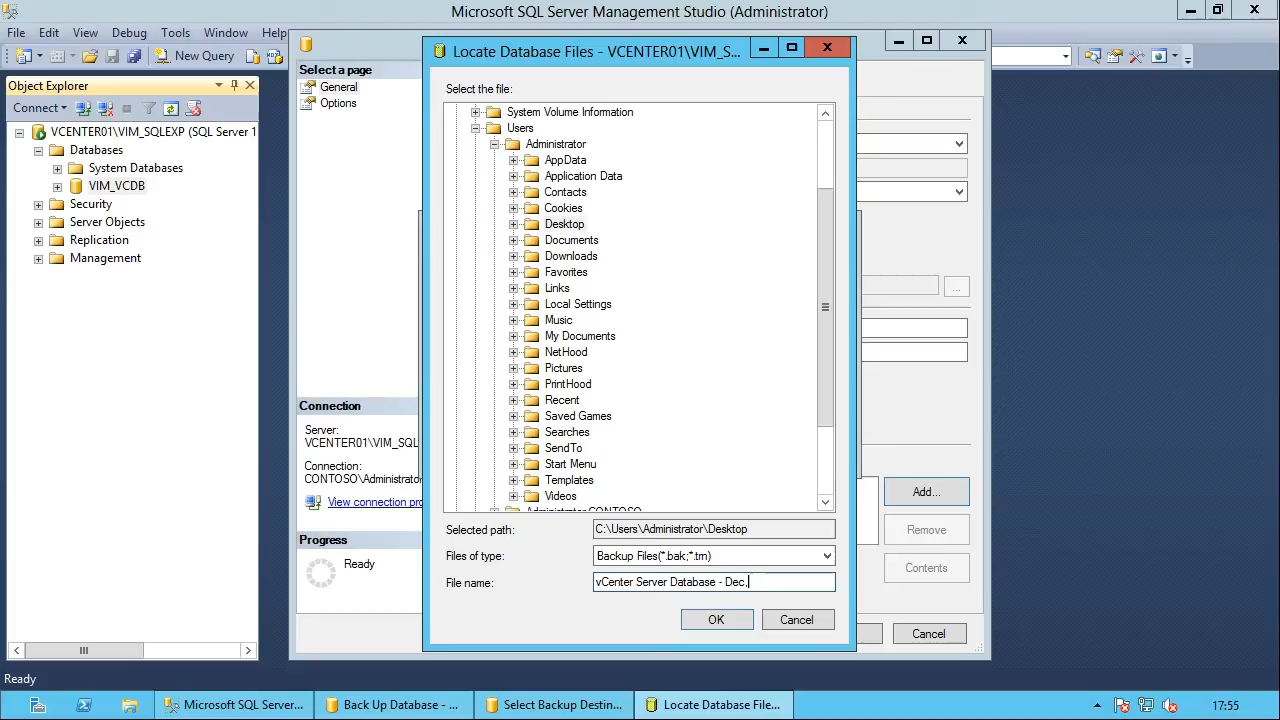 Microsoft SQL Server Management Studio (Administrator)
File Edit View Debug Tools Window Help
New Query
Object Explorer
Connect
VCENTER01\VIM_SQLEXP (SQL Server 1
Databases
System Databases
VIM_VCDB
Security
Server Objects
Replication
Management
Select a page
General
Options
Connection
Server:
VCENTER01\VIM_SQL
Connection:
CONTOSO\Administrator
View connection pro
Progress
Ready
Locate Database Files - VCENTER01\VIM_S...
Select the file:
System Volume Information
Users
Administrator
AppData
Application Data
Contacts
Cookies
Desktop
Documents
Downloads
Favorites
Links
Local Settings
Music
My Documents
NetHood
Pictures
PrintHood
Recent
Saved Games
Searches
SendTo
Start Menu
Templates
Videos
Administrator.CONTOSO
Selected path: C:\Users\Administrator\Desktop
Files of type: Backup Files(*.bak;*.trn)
File name: vCenter Server Database - Dec,
OK Cancel
...
Add...
Remove
Contents
Cancel
Ready
Microsoft SQL Server...
Back Up Database - ...
Select Backup Destin...
Locate Database File...
17:55